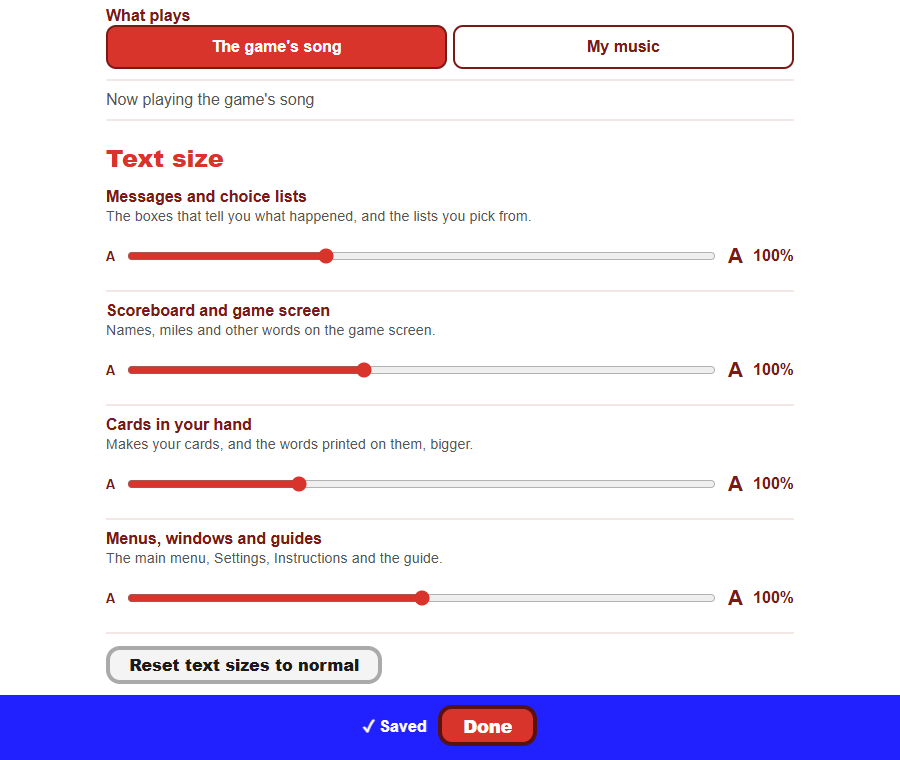 What plays
The game's song
My music
Now playing the game's song
Text size
Messages and choice lists
The boxes that tell you what happened, and the lists you pick from.
A A 100%
Scoreboard and game screen
Names, miles and other words on the game screen.
A A 100%
Cards in your hand
Makes your cards, and the words printed on them, bigger.
A A 100%
Menus, windows and guides
The main menu, Settings, Instructions and the guide.
A A 100%
Reset text sizes to normal
✓ Saved Done